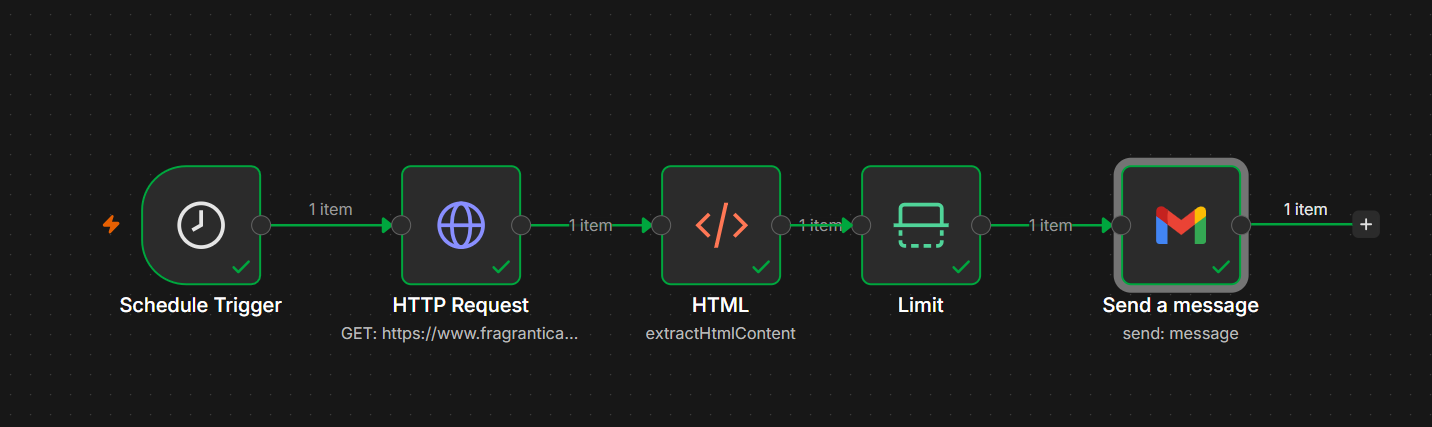 1 item
1 item
1 item
1 item
1 item
Schedule Trigger
HTTP Request
GET: https://www.fragrantica...
HTML
extractHtmlContent
Limit
Send a message
send: message